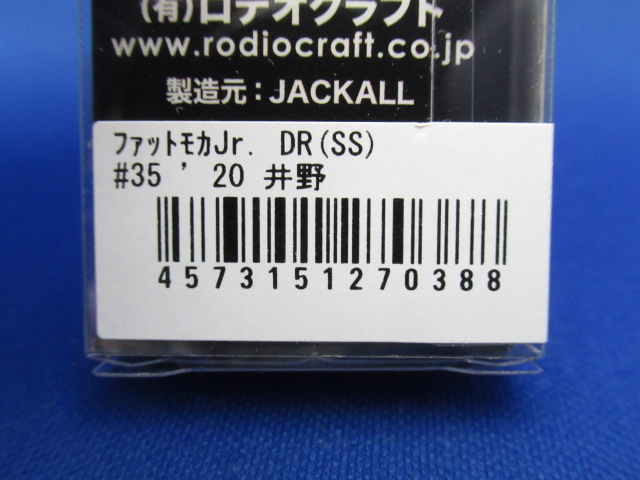 (有)ロデオクラフト
www.rodiocraft.co.jp
製造元：JACKALL
ﾌｧｯﾄﾓｶJr. DR(SS)
#35 ' 20 井野
4573151270388